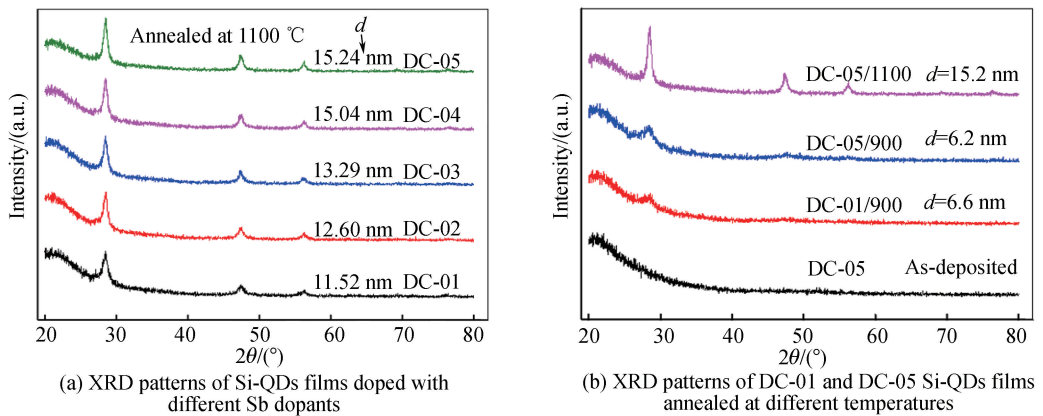 Annealed at 1100 ℃
d
15.24 nm DC-05
15.04 nm DC-04
13.29 nm DC-03
12.60 nm DC-02
11.52 nm DC-01
Intensity/(a.u.)
20 30 40 50 60 70 80
2θ/(°)
(a) XRD patterns of Si-QDs films doped with
different Sb dopants
DC-05/1100 d=15.2 nm
DC-05/900 d=6.2 nm
DC-01/900 d=6.6 nm
DC-05 As-deposited
Intensity/(a.u.)
20 30 40 50 60 70 80
2θ/(°)
(b) XRD patterns of DC-01 and DC-05 Si-QDs films
annealed at different temperatures